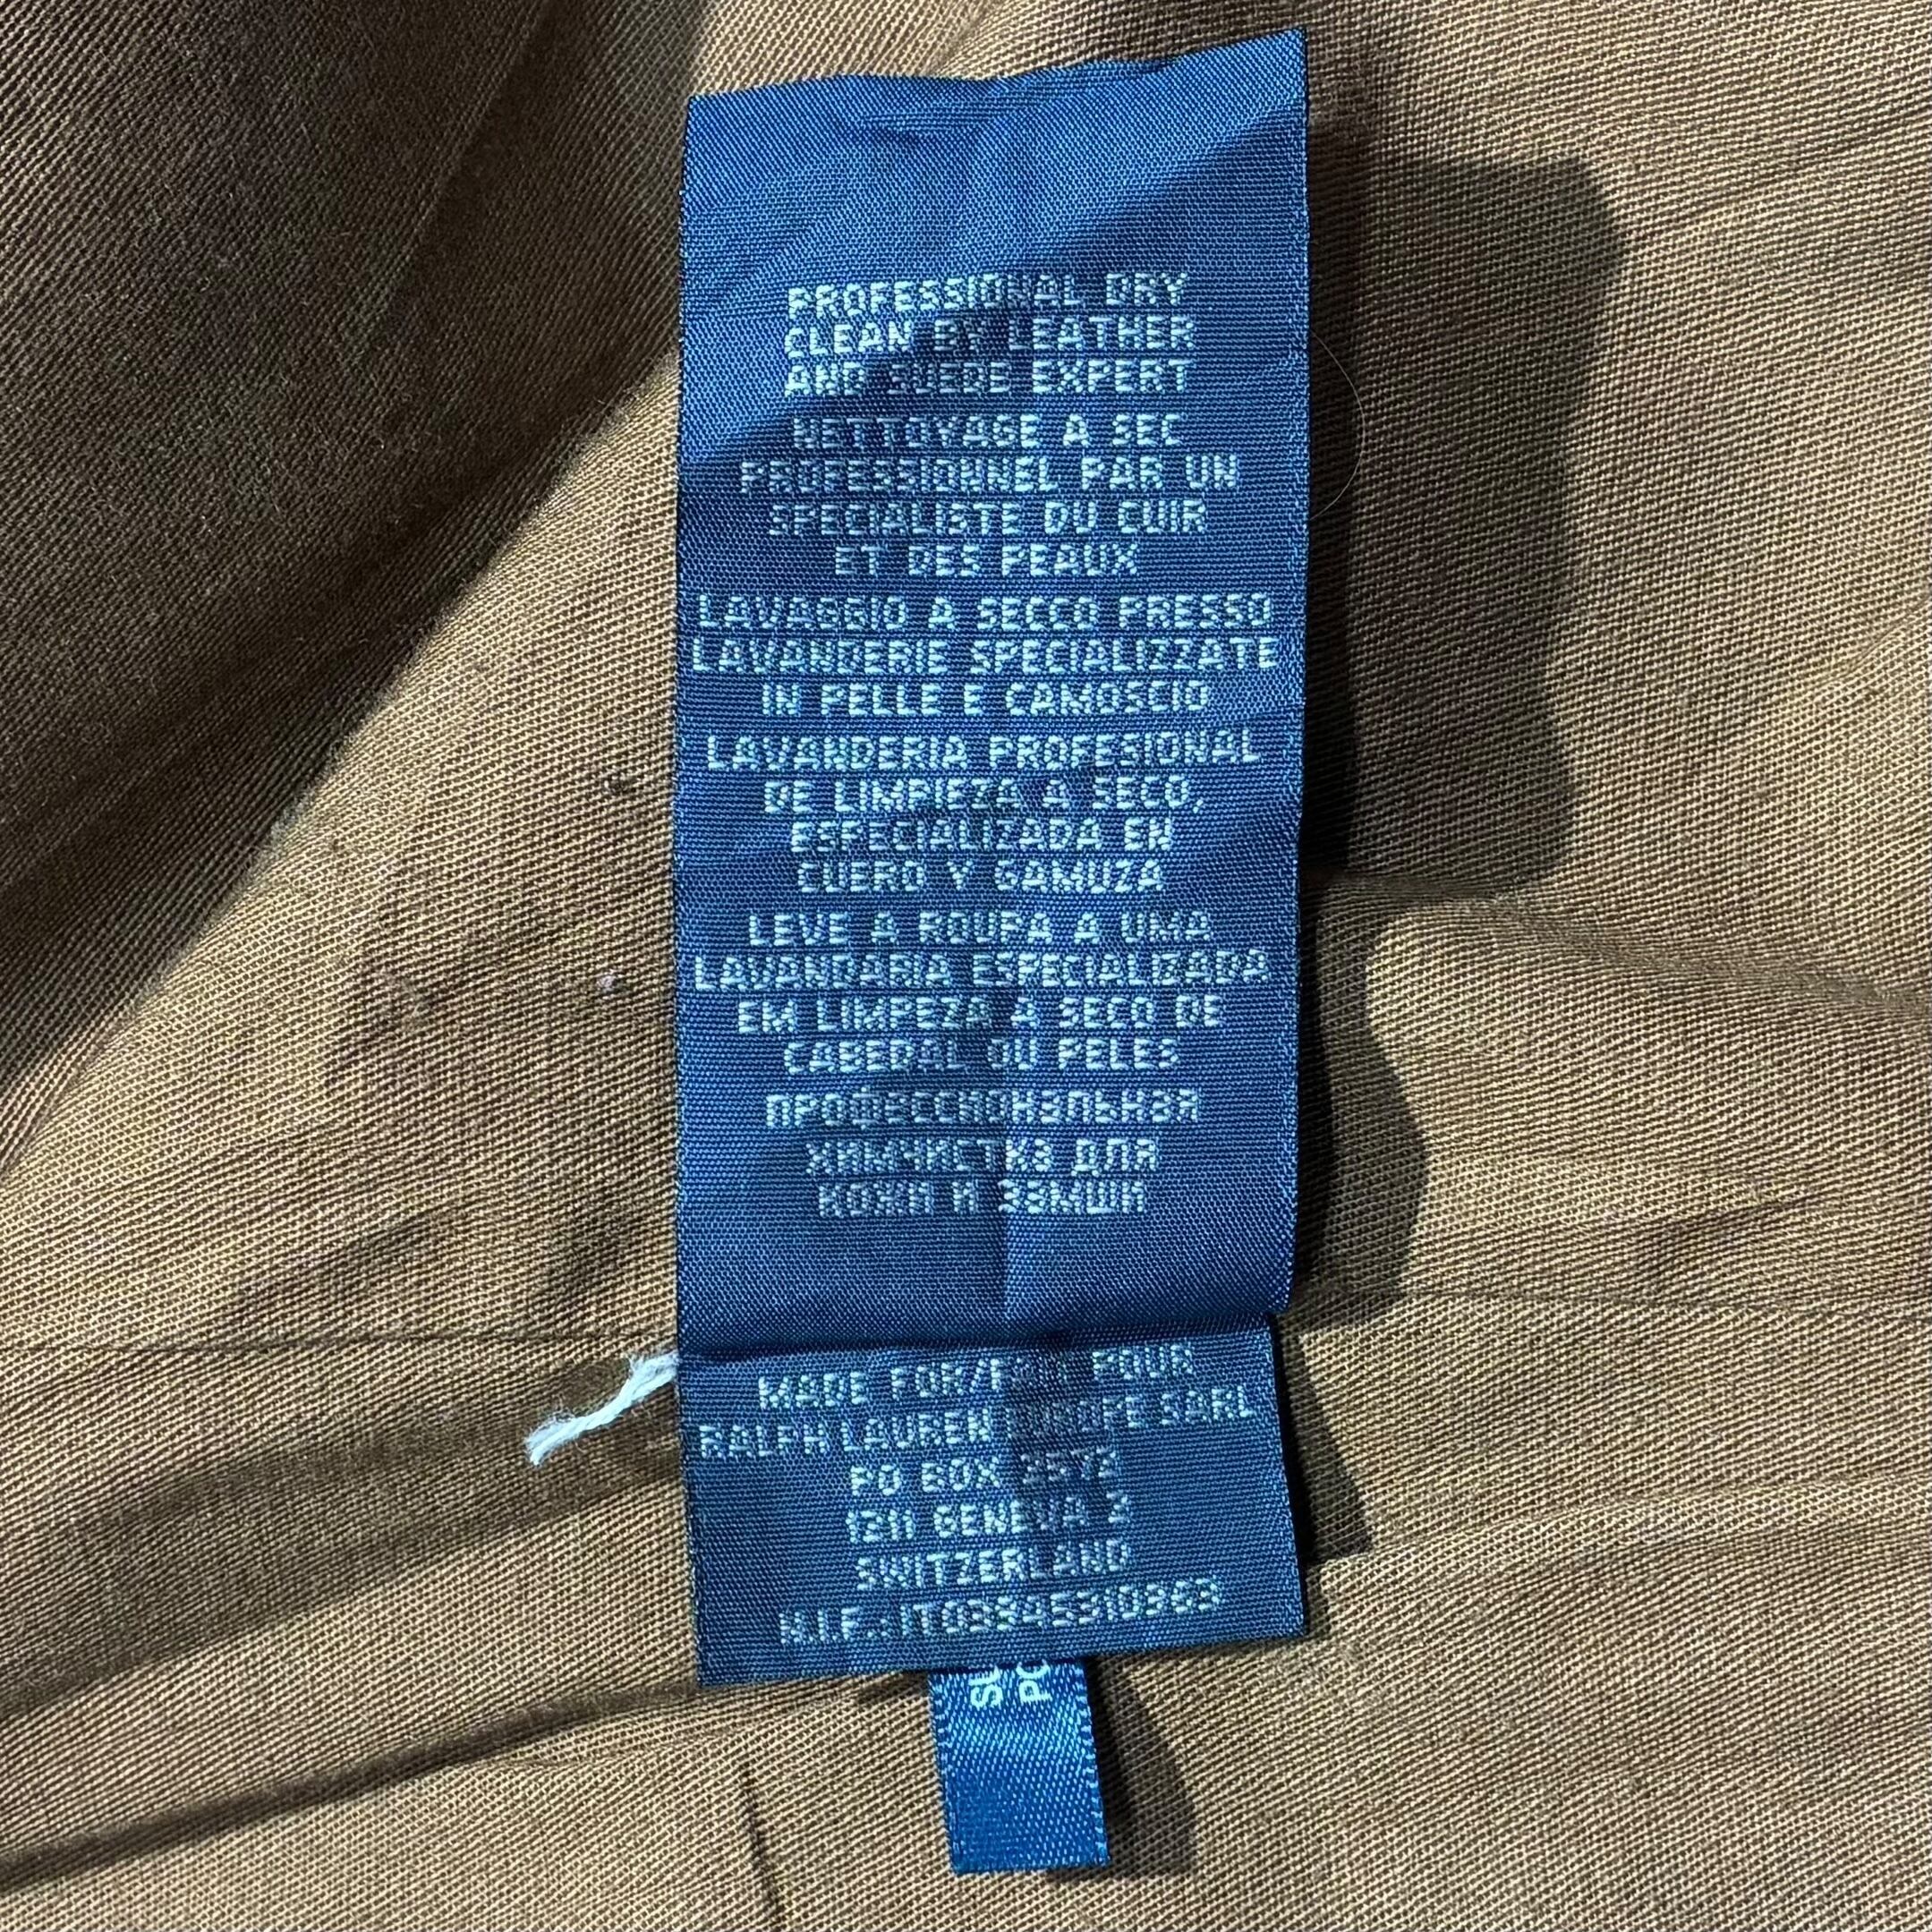 PROFESSIONAL DRY
CLEAN BY LEATHER
AND SUEDE EXPERT
NETTOYAGE A SEC
PROFESSIONNEL PAR UN
SPECIALISTE DU CUIR
ET DES PEAUX
LAVAGGIO A SECCO PRESSO
LAVANDERIE SPECIALIZZATE
IN PELLE E CAMOSCIO
LAVANDERIA PROFESIONAL
DE LIMPIEZA A SECO,
ESPECIALIZADA EN
CUERO Y GAMUZA
LEVE A ROUPA A UMA
LAVANDARIA ESPECIALIZADA
EM LIMPEZA A SECO DE
CABEDAL OU PELES
ПРОФЕССИОНАЛЬНАЯ
ХИМЧИСТКА ДЛЯ
КОЖИ И ЗАМШИ
MADE FOR/FAIT POUR
RALPH LAUREN EUROPE SARL
PO BOX 2572
1211 GENEVA 2
SWITZERLAND
N.I.F.:IT03345310963